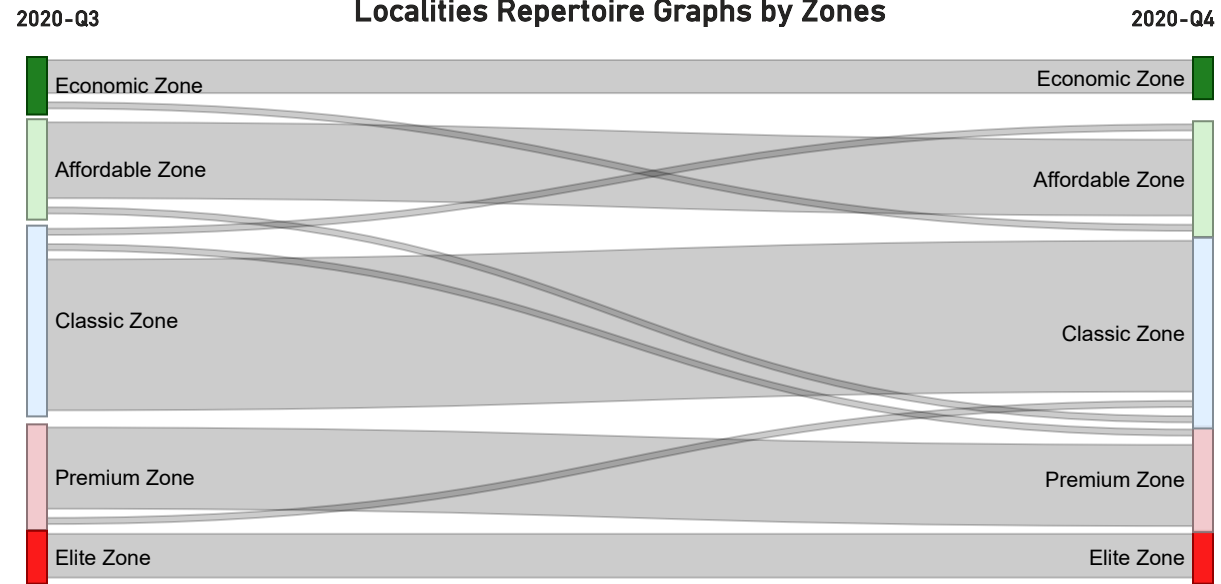 Localities Repertoire Graphs by Zones
2020-Q3
2020-Q4
Economic Zone
Economic Zone
Affordable Zone
Affordable Zone
Classic Zone
Classic Zone
Premium Zone
Premium Zone
Elite Zone
Elite Zone